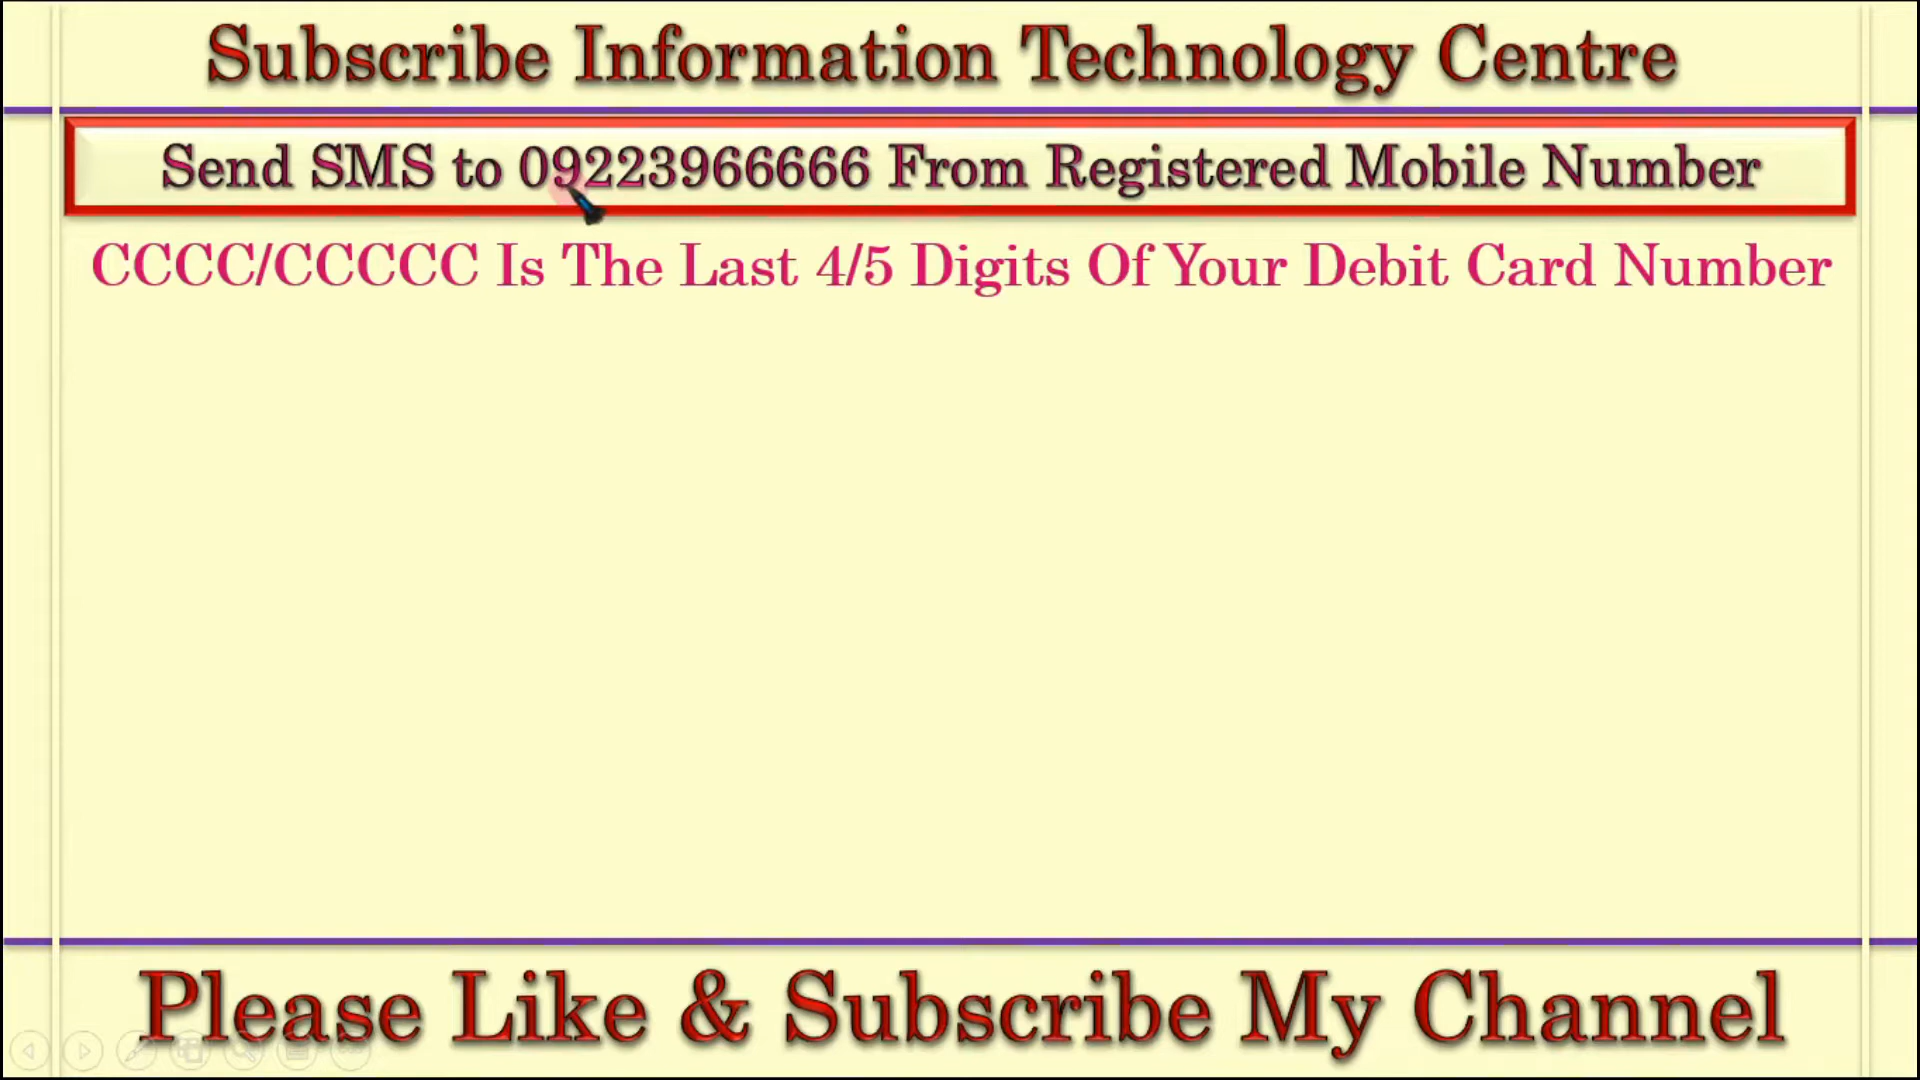 Subscribe Information Technology Centre
Send SMS to 09223966666 From Registered Mobile Number
CCCC/CCCCC Is The Last 4/5 Digits Of Your Debit Card Number
Please Like & Subscribe My Channel